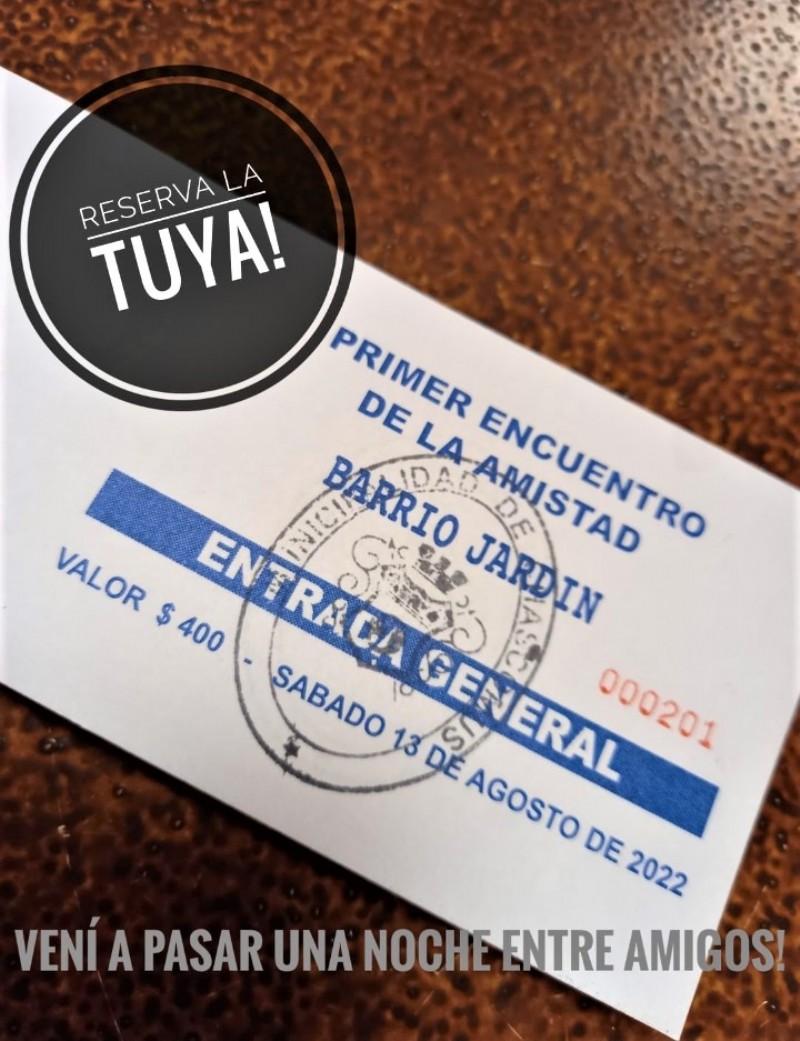 RESERVA LA
TUYA!
PRIMER ENCUENTRO
DE LA AMISTAD
BARRIO JARDIN
ENTRADA GENERAL
000201
VALOR $ 400 - SABADO 13 DE AGOSTO DE 2022
VENÍ A PASAR UNA NOCHE ENTRE AMIGOS!